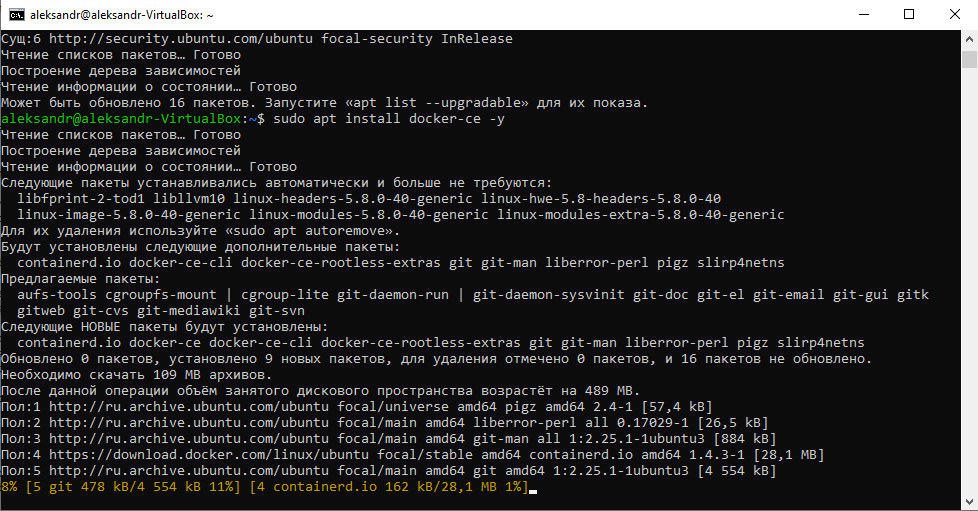 aleksandr@aleksandr-VirtualBox: ~
Сущ:6 http://security.ubuntu.com/ubuntu focal-security InRelease
Чтение списков пакетов… Готово
Построение дерева зависимостей
Чтение информации о состоянии… Готово
Может быть обновлено 16 пакетов. Запустите «apt list --upgradable» для их показа.
aleksandr@aleksandr-VirtualBox:~$ sudo apt install docker-ce -y
Чтение списков пакетов… Готово
Построение дерева зависимостей
Чтение информации о состоянии… Готово
Следующие пакеты устанавливались автоматически и больше не требуются:
  libfprint-2-tod1 libllvm10 linux-headers-5.8.0-40-generic linux-hwe-5.8-headers-5.8.0-40
  linux-image-5.8.0-40-generic linux-modules-5.8.0-40-generic linux-modules-extra-5.8.0-40-generic
Для их удаления используйте «sudo apt autoremove».
Будут установлены следующие дополнительные пакеты:
  containerd.io docker-ce-cli docker-ce-rootless-extras git git-man liberror-perl pigz slirp4netns
Предлагаемые пакеты:
  aufs-tools cgroupfs-mount | cgroup-lite git-daemon-run | git-daemon-sysvinit git-doc git-el git-email git-gui gitk
  gitweb git-cvs git-mediawiki git-svn
Следующие НОВЫЕ пакеты будут установлены:
  containerd.io docker-ce docker-ce-cli docker-ce-rootless-extras git git-man liberror-perl pigz slirp4netns
Обновлено 0 пакетов, установлено 9 новых пакетов, для удаления отмечено 0 пакетов, и 16 пакетов не обновлено.
Необходимо скачать 109 MB архивов.
После данной операции объём занятого дискового пространства возрастёт на 489 MB.
Пол:1 http://ru.archive.ubuntu.com/ubuntu focal/universe amd64 pigz amd64 2.4-1 [57,4 kB]
Пол:2 http://ru.archive.ubuntu.com/ubuntu focal/main amd64 liberror-perl all 0.17029-1 [26,5 kB]
Пол:3 http://ru.archive.ubuntu.com/ubuntu focal/main amd64 git-man all 1:2.25.1-1ubuntu3 [884 kB]
Пол:4 https://download.docker.com/linux/ubuntu focal/stable amd64 containerd.io amd64 1.4.3-1 [28,1 MB]
Пол:5 http://ru.archive.ubuntu.com/ubuntu focal/main amd64 git amd64 1:2.25.1-1ubuntu3 [4 554 kB]
8% [5 git 478 kB/4 554 kB 11%] [4 containerd.io 162 kB/28,1 MB 1%]